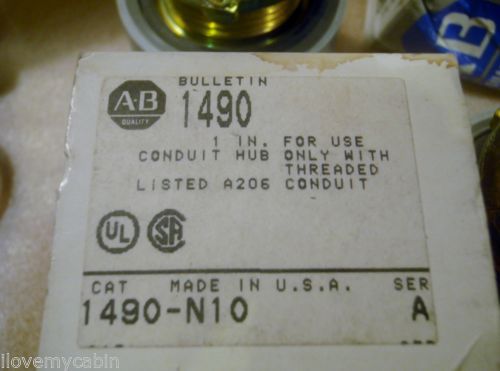 BULLETIN
A-B
QUALITY
1490
1 IN. FOR USE
CONDUIT HUB ONLY WITH
THREADED
LISTED A206 CONDUIT
UL
SA
CAT MADE IN U.S.A. SER
1490-N10 A
ilovemycabin